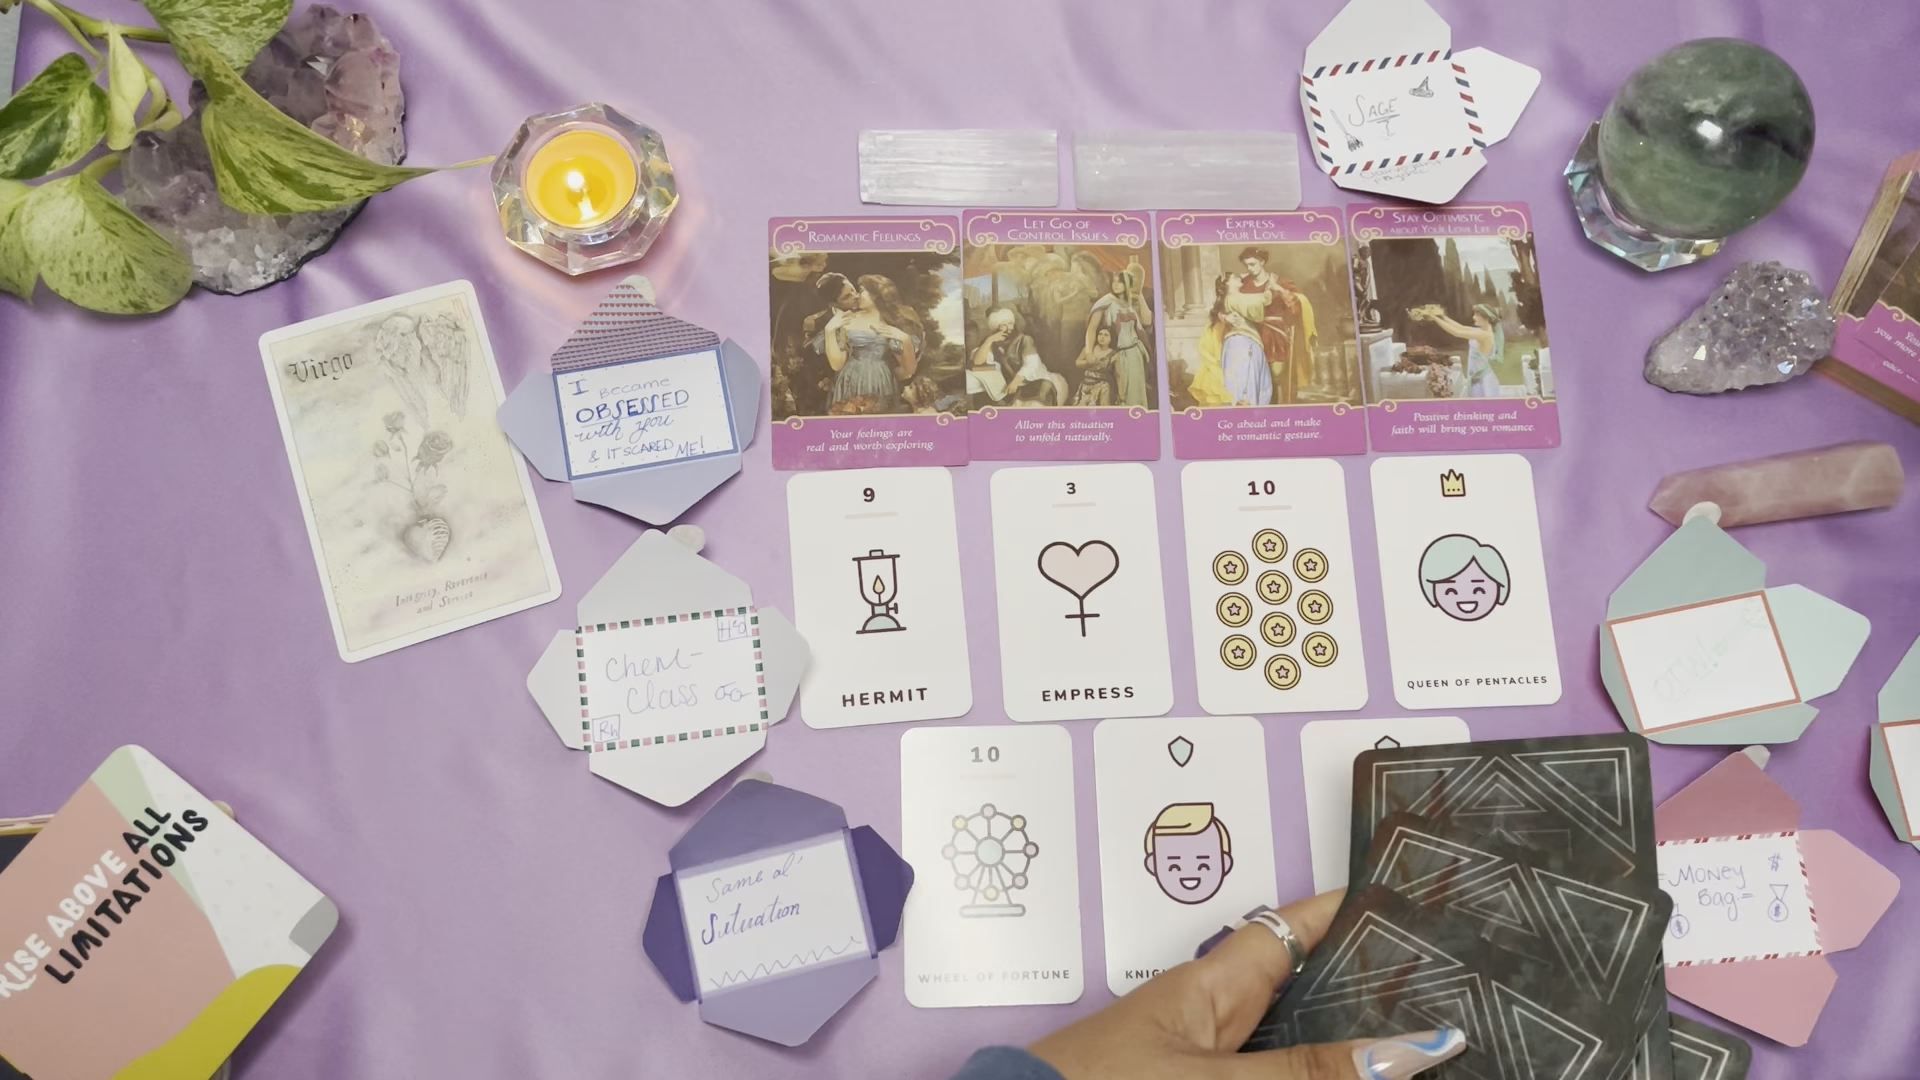 SAGE
ROMANTIC FEELINGS
Your feelings are
real and worth exploring.
LET GO OF
CONTROL ISSUES
Allow this situation
to unfold naturally.
EXPRESS
YOUR LOVE
Go ahead and make
the romantic gesture.
STAY OPTIMISTIC
ABOUT YOUR LOVE LIFE
Positive thinking and
faith will bring you romance.
Virgo
Integrity, Reverence
and Service
I became
OBSESSED
with you
& IT SCARED ME!
9
HERMIT
3
EMPRESS
10
QUEEN OF PENTACLES
Chem-
Class
Same ol'
Situation
10
WHEEL OF FORTUNE
KNIG
=Money
Bag=
$
RISE ABOVE ALL
LIMITATIONS